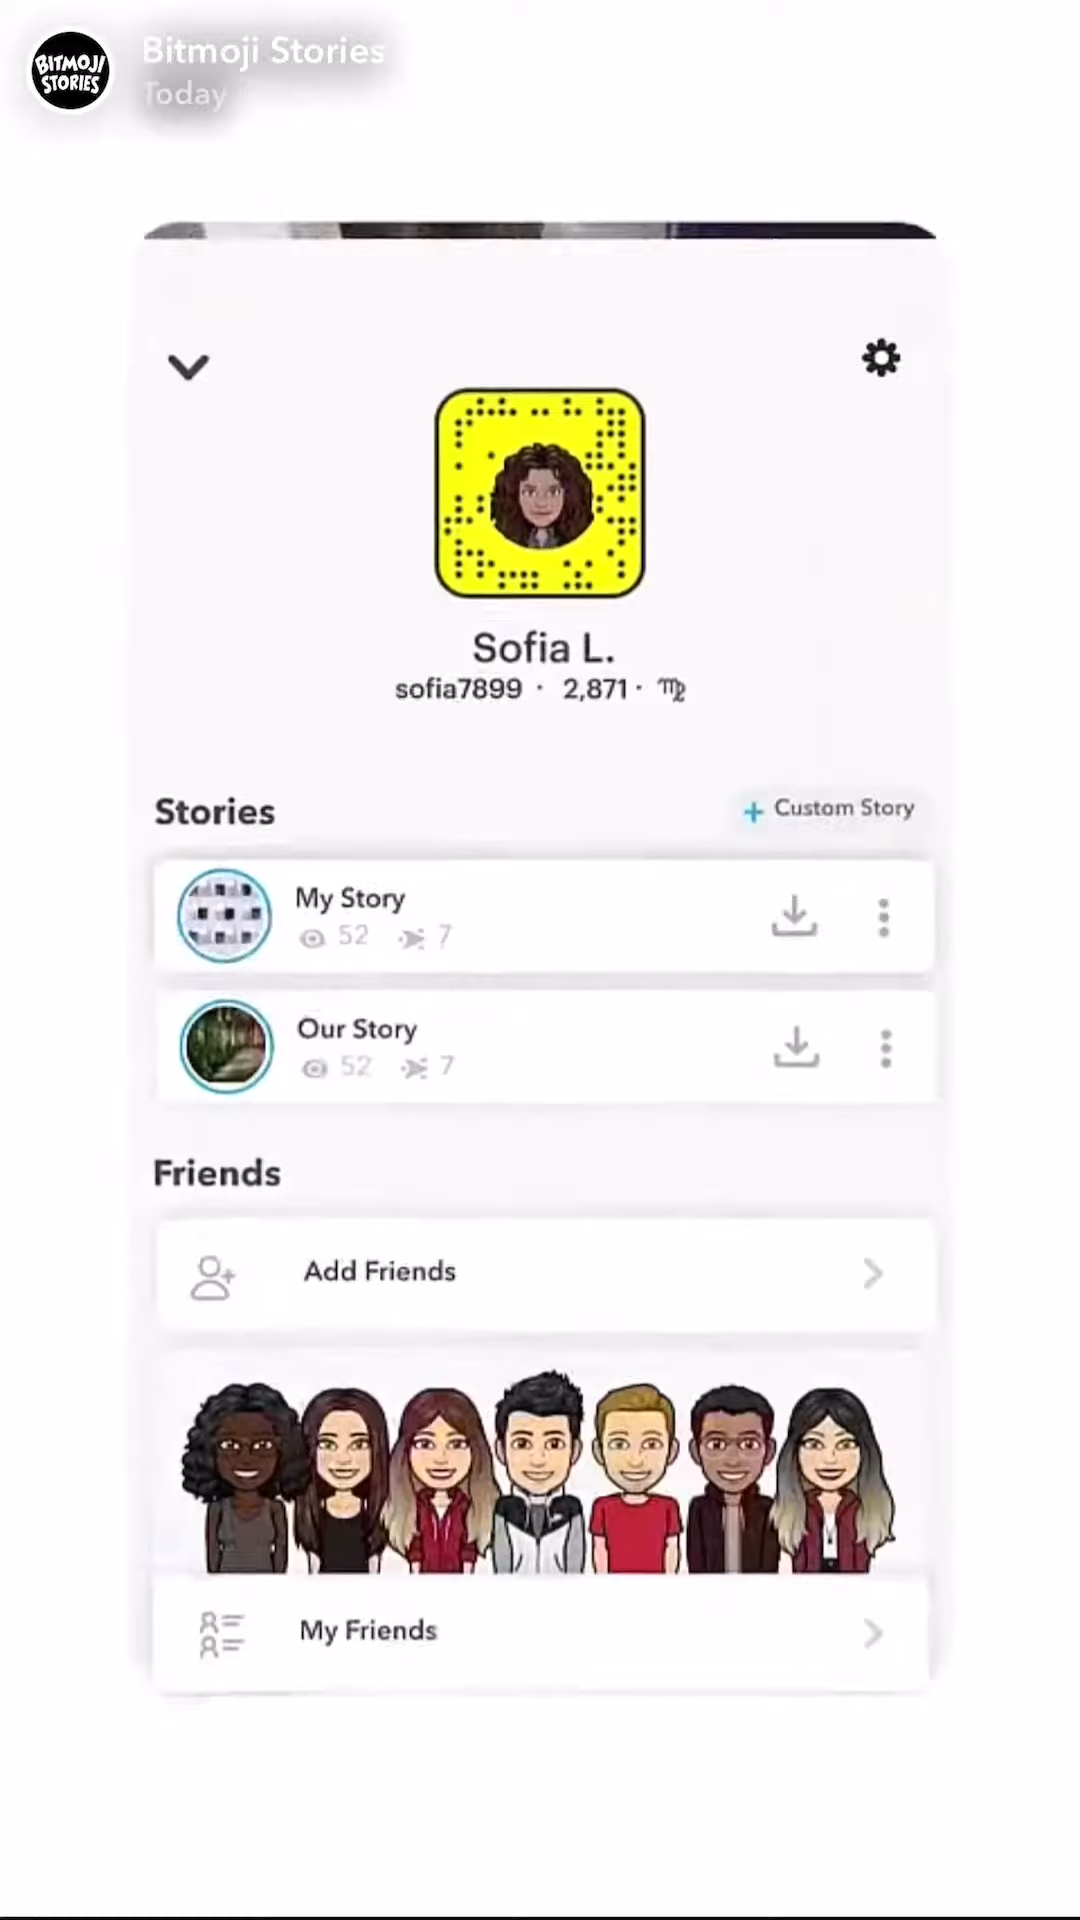 BITMOJI
STORIES
Bitmoji Stories
Today
Sofia L.
sofia7899 · 2,871 · ♍
Stories
+ Custom Story
My Story
52 7
Our Story
52 7
Friends
Add Friends
My Friends